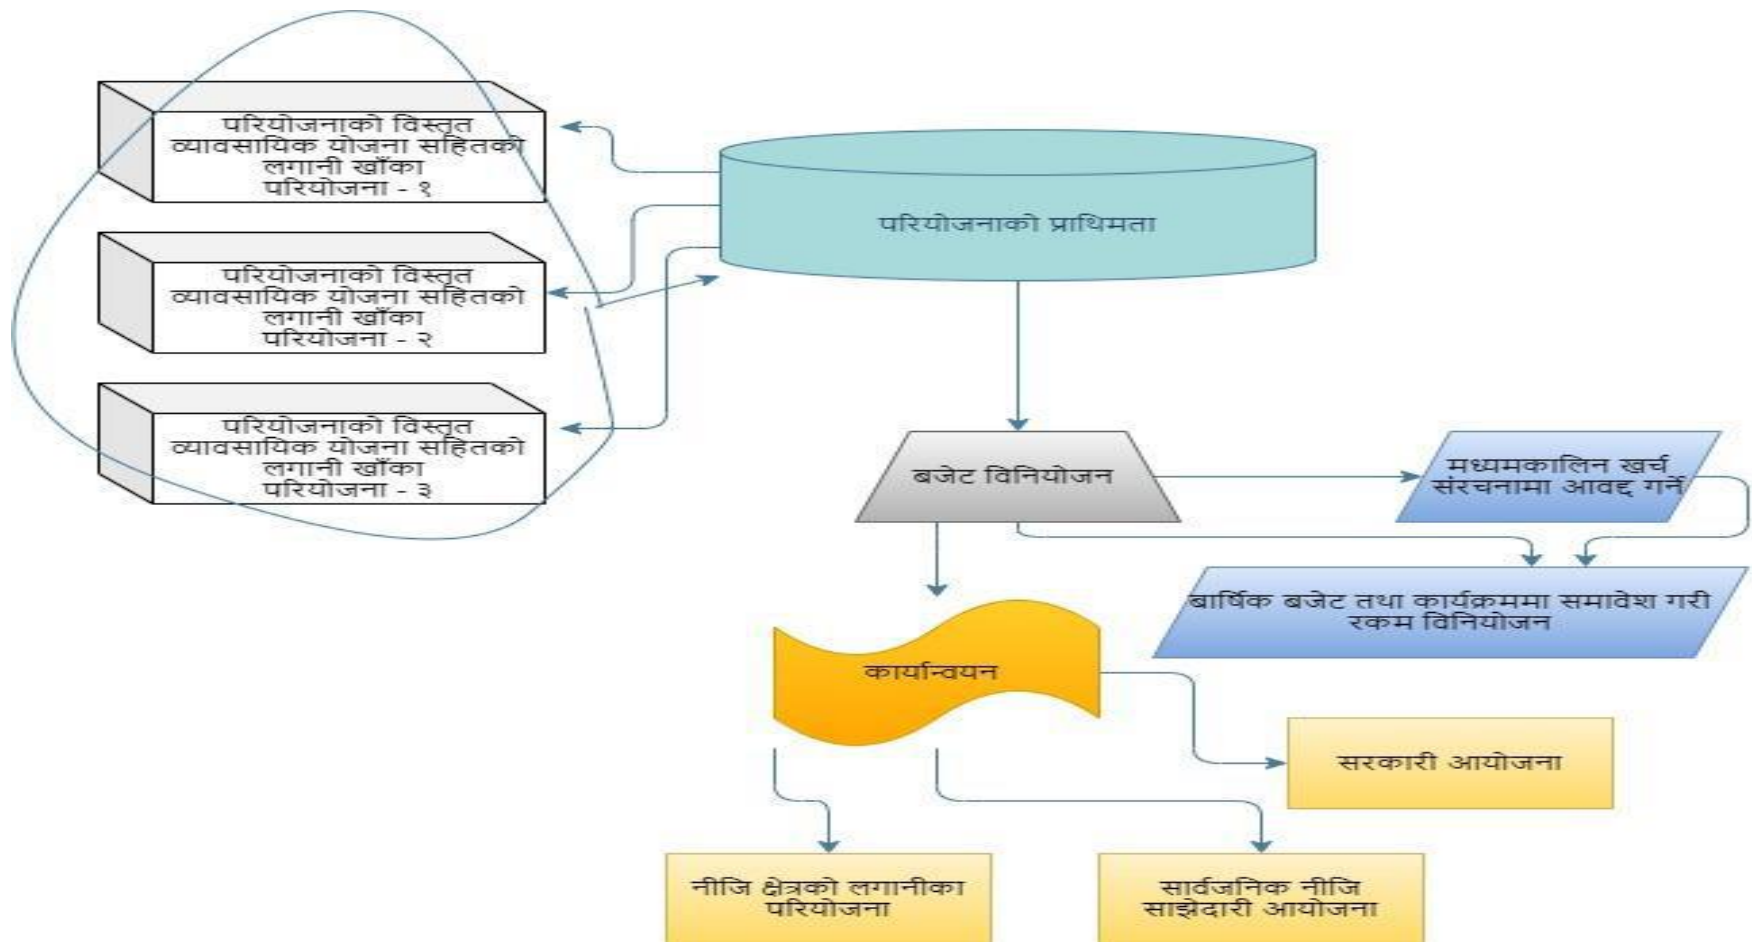 परियोजनाको विस्तृत
व्यावसायिक योजना सहितको
लगानी खाँका
परियोजना - १
परियोजनाको प्राथिमता
परियोजनाको विस्तृत
व्यावसायिक योजना सहितको
लगानी खाँका
परियोजना - २
परियोजनाको विस्तृत
व्यावसायिक योजना सहितको
लगानी खाँका
परियोजना - ३
बजेट विनियोजन
मध्यमकालिन खर्च
संरचनामा आवद्द गर्ने
बार्षिक बजेट तथा कार्यक्रममा समावेश गरी
रकम विनियोजन
कार्यान्वयन
सरकारी आयोजना
नीजि क्षेत्रको लगानीका
परियोजना
सार्वजनिक नीजि
साझेदारी आयोजना